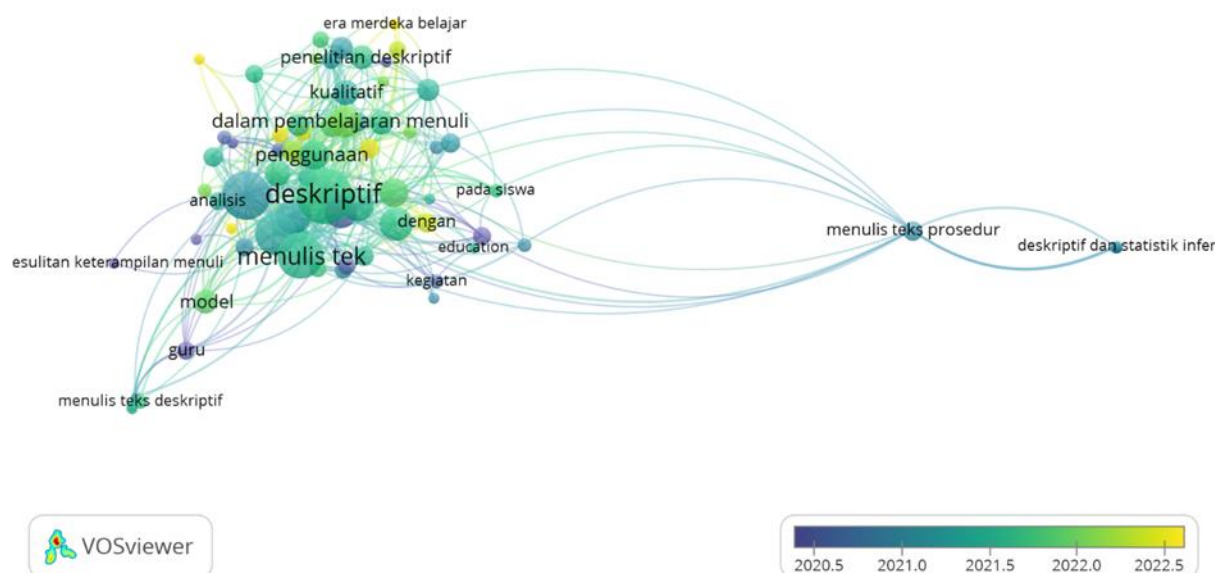 era merdeka belajar
penelitian deskriptif
kualitatif
dalam pembelajaran menuli
penggunaan
analisis
deskriptif
pada siswa
dengan
menulis teks prosedur
menulis tek
education
deskriptif dan statistik infer
esulitan keterampilan menuli
kegiatan
model
guru
menulis teks deskriptif
VOSviewer
2020.5 2021.0 2021.5 2022.0 2022.5